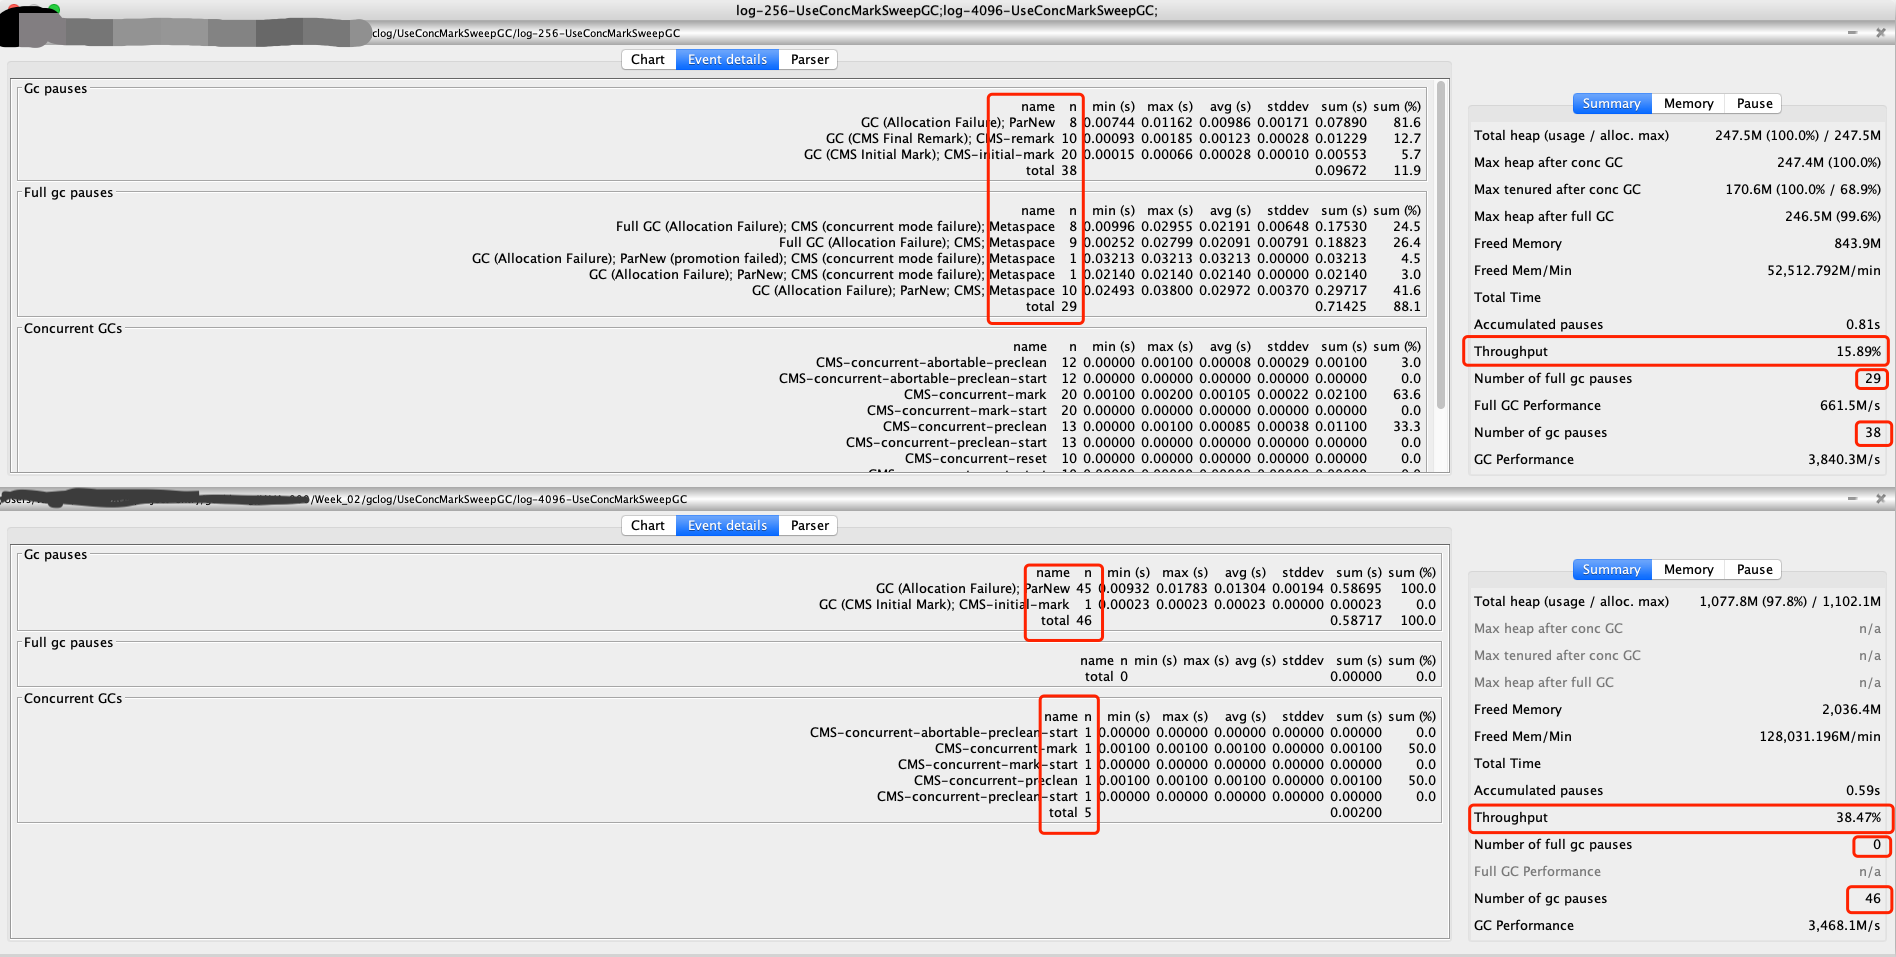 log-256-UseConcMarkSweepGC;log-4096-UseConcMarkSweepGC;
clog/UseConcMarkSweepGC/log-256-UseConcMarkSweepGC
Chart Event details Parser
Gc pauses
name n min (s) max (s) avg (s) stddev sum (s) sum (%)
GC (Allocation Failure); ParNew 8 0.00744 0.01162 0.00986 0.00171 0.07890 81.6
GC (CMS Final Remark); CMS-remark 10 0.00093 0.00185 0.00123 0.00028 0.01229 12.7
GC (CMS Initial Mark); CMS-initial-mark 20 0.00015 0.00066 0.00028 0.00010 0.00553 5.7
total 38 0.09672 11.9
Full gc pauses
name n min (s) max (s) avg (s) stddev sum (s) sum (%)
Full GC (Allocation Failure); CMS (concurrent mode failure); Metaspace 8 0.00996 0.02955 0.02191 0.00648 0.17530 24.5
Full GC (Allocation Failure); CMS; Metaspace 9 0.00252 0.02799 0.02091 0.00791 0.18823 26.4
GC (Allocation Failure); ParNew (promotion failed); CMS (concurrent mode failure); Metaspace 1 0.03213 0.03213 0.03213 0.00000 0.03213 4.5
GC (Allocation Failure); ParNew; CMS (concurrent mode failure); Metaspace 1 0.02140 0.02140 0.02140 0.00000 0.02140 3.0
GC (Allocation Failure); ParNew; CMS; Metaspace 10 0.02493 0.03800 0.02972 0.00370 0.29717 41.6
total 29 0.71425 88.1
Concurrent GCs
name n min (s) max (s) avg (s) stddev sum (s) sum (%)
CMS-concurrent-abortable-preclean 12 0.00000 0.00100 0.00008 0.00029 0.00100 3.0
CMS-concurrent-abortable-preclean-start 12 0.00000 0.00000 0.00000 0.00000 0.00000 0.0
CMS-concurrent-mark 20 0.00100 0.00200 0.00105 0.00022 0.02100 63.6
CMS-concurrent-mark-start 20 0.00000 0.00000 0.00000 0.00000 0.00000 0.0
CMS-concurrent-preclean 13 0.00000 0.00100 0.00085 0.00038 0.01100 33.3
CMS-concurrent-preclean-start 13 0.00000 0.00000 0.00000 0.00000 0.00000 0.0
CMS-concurrent-reset 10 0.00000 0.00000 0.00000 0.00000 0.00000 0.0
Summary Memory Pause
Total heap (usage / alloc. max) 247.5M (100.0%) / 247.5M
Max heap after conc GC 247.4M (100.0%)
Max tenured after conc GC 170.6M (100.0% / 68.9%)
Max heap after full GC 246.5M (99.6%)
Freed Memory 843.9M
Freed Mem/Min 52,512.792M/min
Total Time
Accumulated pauses 0.81s
Throughput 15.89%
Number of full gc pauses 29
Full GC Performance 661.5M/s
Number of gc pauses 38
GC Performance 3,840.3M/s
/Week_02/gclog/UseConcMarkSweepGC/log-4096-UseConcMarkSweepGC
Chart Event details Parser
Gc pauses
name n min (s) max (s) avg (s) stddev sum (s) sum (%)
GC (Allocation Failure); ParNew 45 0.00932 0.01783 0.01304 0.00194 0.58695 100.0
GC (CMS Initial Mark); CMS-initial-mark 1 0.00023 0.00023 0.00023 0.00000 0.00023 0.0
total 46 0.58717 100.0
Full gc pauses
name n min (s) max (s) avg (s) stddev sum (s) sum (%)
total 0 0.00000 0.0
Concurrent GCs
name n min (s) max (s) avg (s) stddev sum (s) sum (%)
CMS-concurrent-abortable-preclean-start 1 0.00000 0.00000 0.00000 0.00000 0.00000 0.0
CMS-concurrent-mark 1 0.00100 0.00100 0.00100 0.00000 0.00100 50.0
CMS-concurrent-mark-start 1 0.00000 0.00000 0.00000 0.00000 0.00000 0.0
CMS-concurrent-preclean 1 0.00100 0.00100 0.00100 0.00000 0.00100 50.0
CMS-concurrent-preclean-start 1 0.00000 0.00000 0.00000 0.00000 0.00000 0.0
total 5 0.00200
Summary Memory Pause
Total heap (usage / alloc. max) 1,077.8M (97.8%) / 1,102.1M
Max heap after conc GC n/a
Max tenured after conc GC n/a
Max heap after full GC n/a
Freed Memory 2,036.4M
Freed Mem/Min 128,031.196M/min
Total Time
Accumulated pauses 0.59s
Throughput 38.47%
Number of full gc pauses 0
Full GC Performance n/a
Number of gc pauses 46
GC Performance 3,468.1M/s